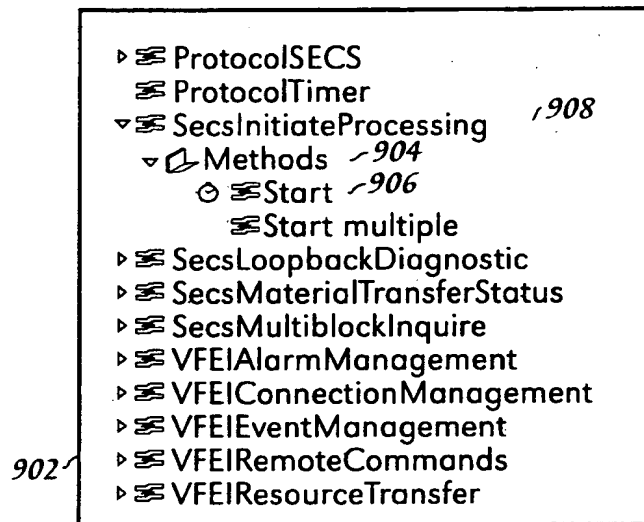 ProtocolSECS
ProtocolTimer
SecsInitiateProcessing 908
Methods 904
Start 906
Start multiple
SecsLoopbackDiagnostic
SecsMaterialTransferStatus
SecsMultiblockInquire
VFEIAlarmManagement
VFEIConnectionManagement
VFEIEventManagement
902 VFEIRemoteCommands
VFEIResourceTransfer